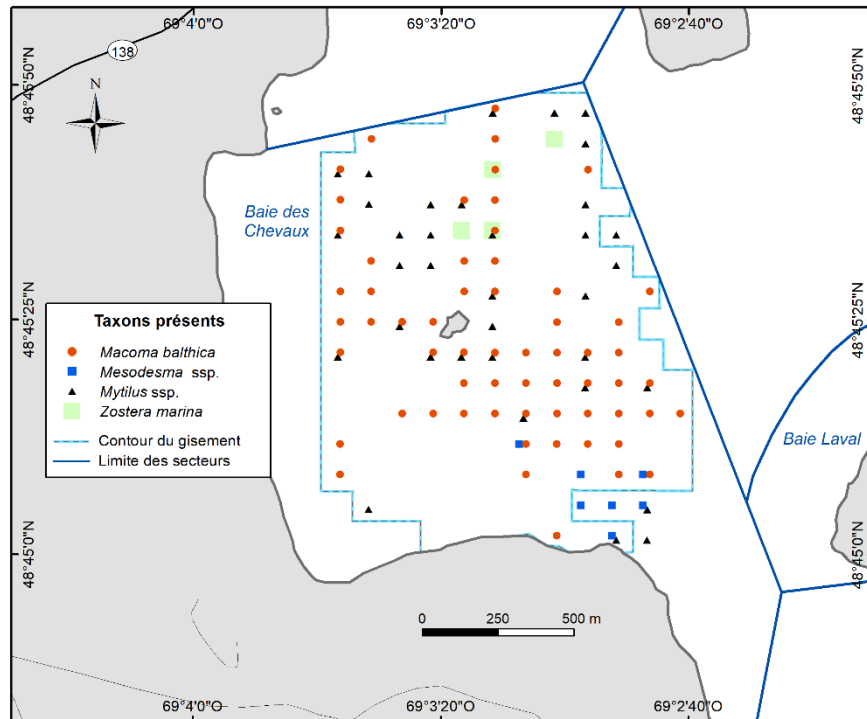 69°4'0"O
69°3'20"O
69°2'40"O
48°45'50"N
48°45'50"N
138
N
Baie des
Chevaux
48°45'25"N
48°45'25"N
Taxons présents
Macoma balthica
Mesodesma ssp.
Mytilus ssp.
Zostera marina
Contour du gisement
Limite des secteurs
Baie Laval
48°45'0"N
48°45'0"N
0 250 500 m
69°4'0"O
69°3'20"O
69°2'40"O